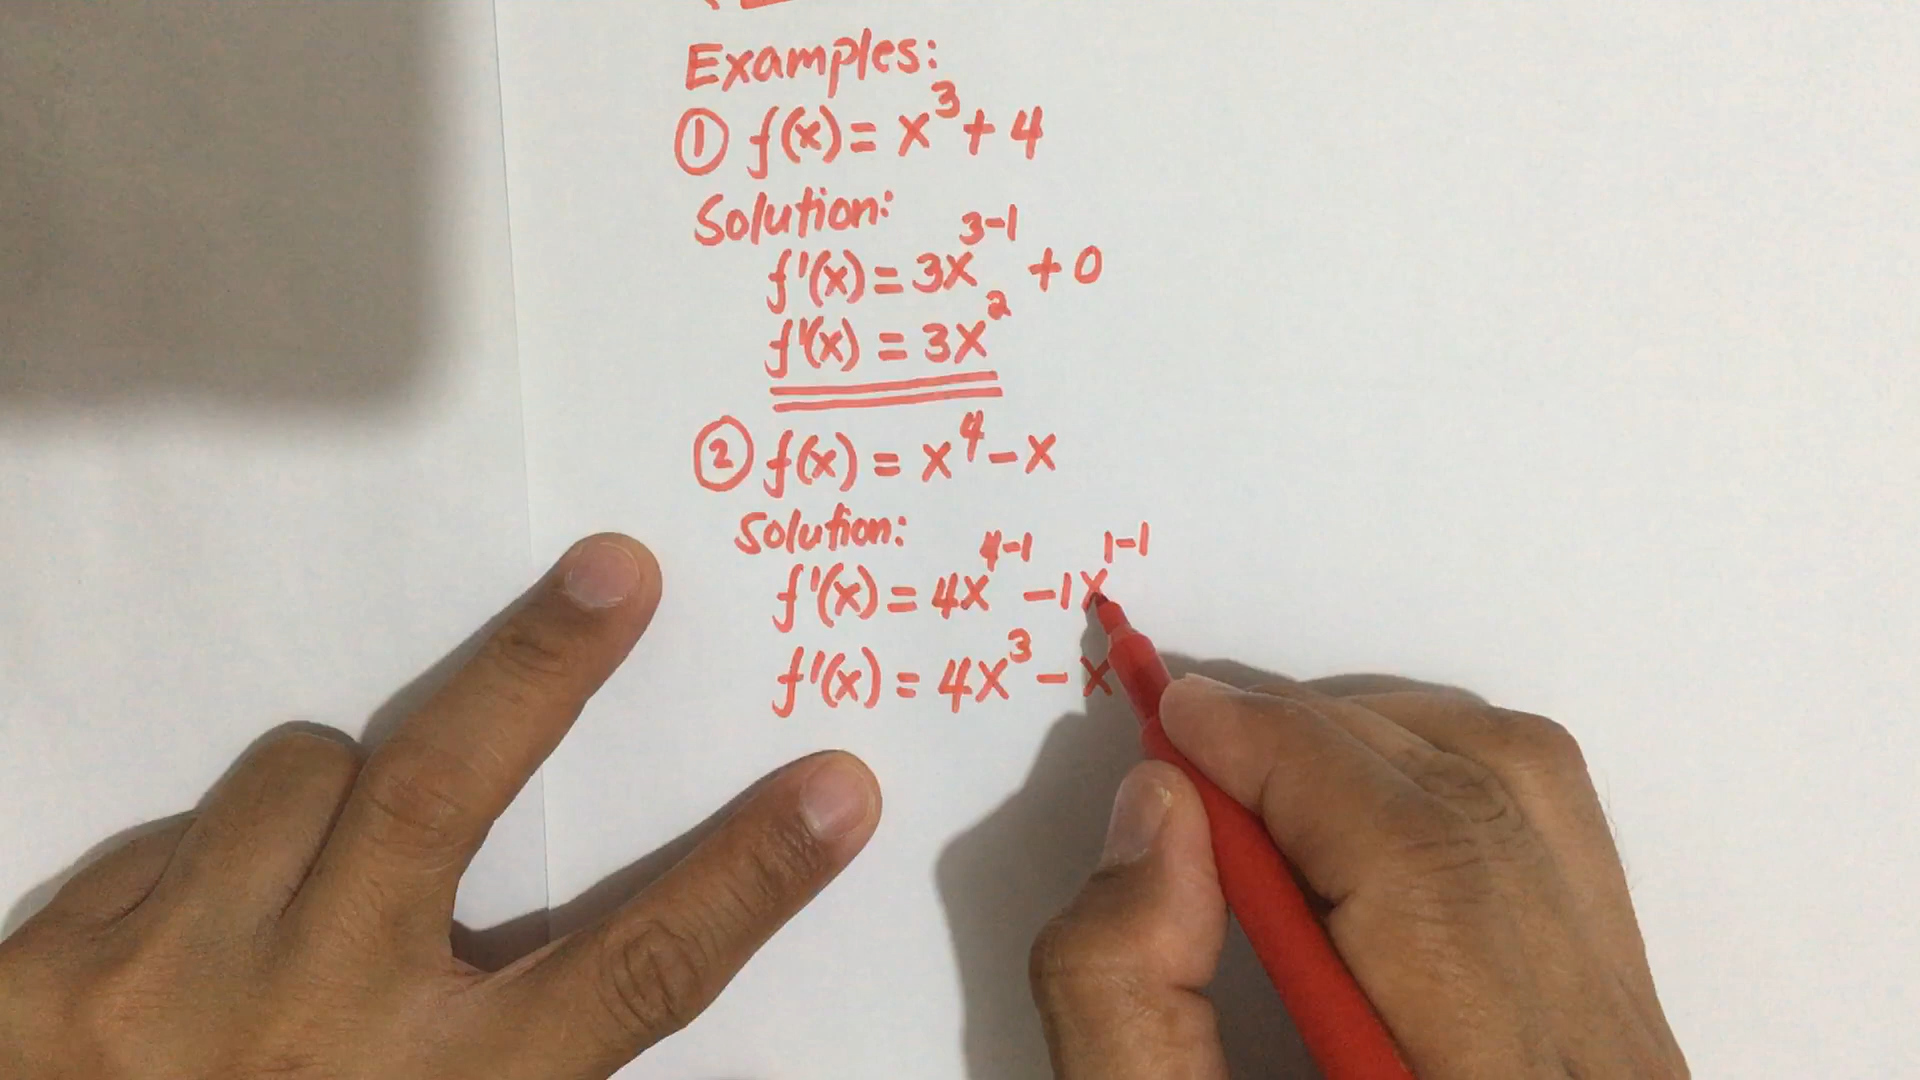 Examples:
① f(x) = x³ + 4
Solution:
f'(x) = 3x³⁻¹ + 0
f'(x) = 3x²
② f(x) = x⁴ - x
Solution:
f'(x) = 4x⁴⁻¹ - 1x¹⁻¹
f'(x) = 4x³ - x